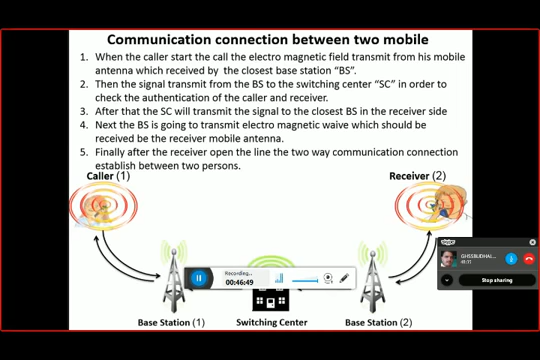 Communication connection between two mobile
1. When the caller start the call the electro magnetic field transmit from his mobile
antenna which received by the closest base station “BS”.
2. Then the signal transmit from the BS to the switching center “SC” in order to
check the authentication of the caller and receiver.
3. After that the SC will transmit the signal to the closest BS in the receiver side
4. Next the BS is going to transmit electro magnetic waive which should be
received be the receiver mobile antenna.
5. Finally after the receiver open the line the two way communication connection
establish between two persons.
Caller (1)
Receiver (2)
Recording...
00:46:49
Stop sharing
Base Station (1)
Switching Center
Base Station (2)